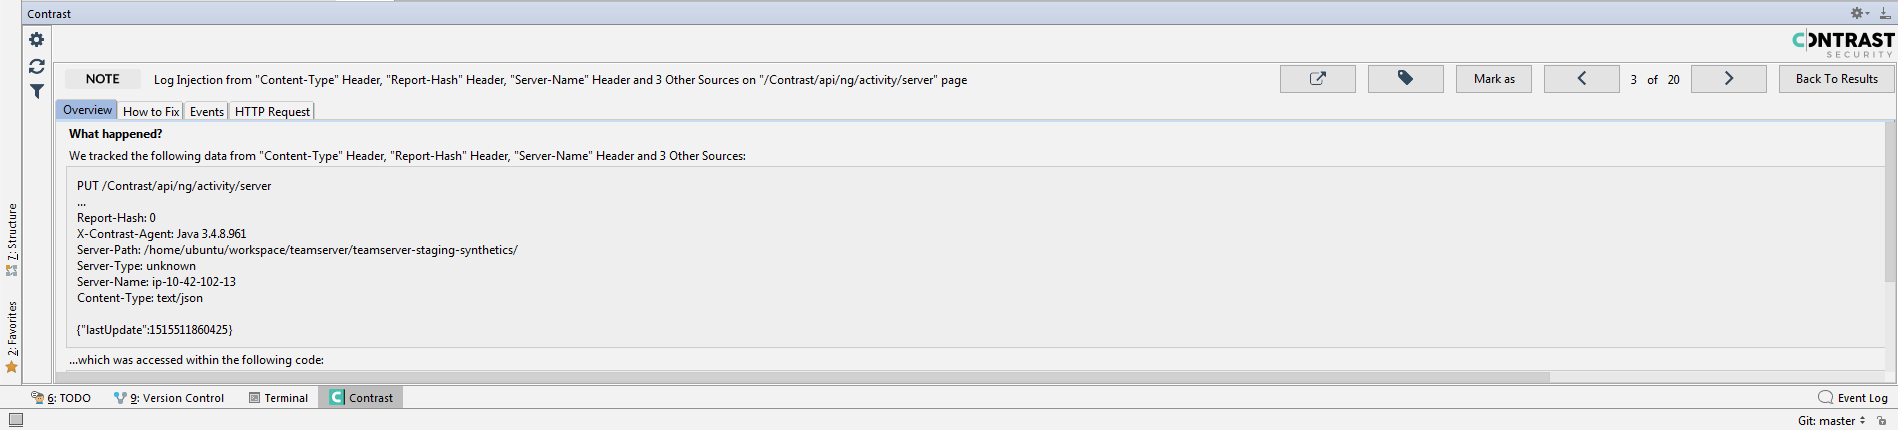 Contrast
CONTRAST
SECURITY
NOTE
Log Injection from "Content-Type" Header, "Report-Hash" Header, "Server-Name" Header and 3 Other Sources on "/Contrast/api/ng/activity/server" page
Mark as
3 of 20
Back To Results
Overview
How to Fix
Events
HTTP Request
What happened?
We tracked the following data from "Content-Type" Header, "Report-Hash" Header, "Server-Name" Header and 3 Other Sources:
PUT /Contrast/api/ng/activity/server
...
Report-Hash: 0
X-Contrast-Agent: Java 3.4.8.961
Server-Path: /home/ubuntu/workspace/teamserver/teamserver-staging-synthetics/
Server-Type: unknown
Server-Name: ip-10-42-102-13
Content-Type: text/json
{"lastUpdate":1515511860425}
...which was accessed within the following code:
7: Structure
2: Favorites
6: TODO
9: Version Control
Terminal
Contrast
Event Log
Git: master